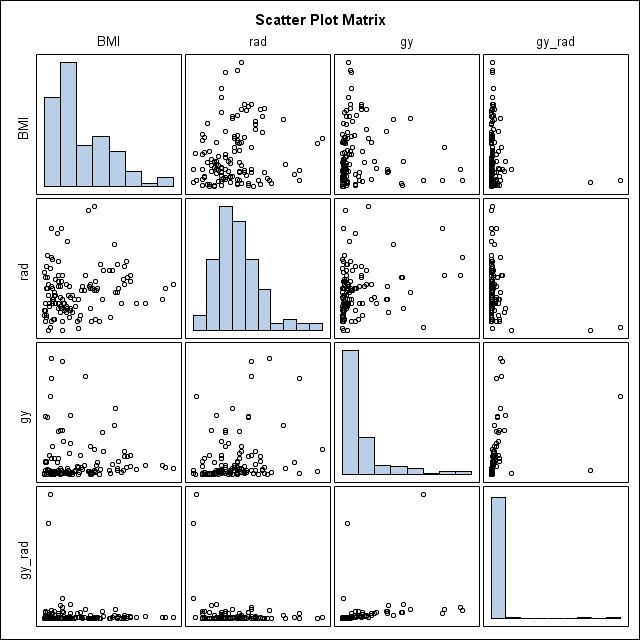 Scatter Plot Matrix
BMI rad gy gy_rad
BMI
rad
gy
gy_rad